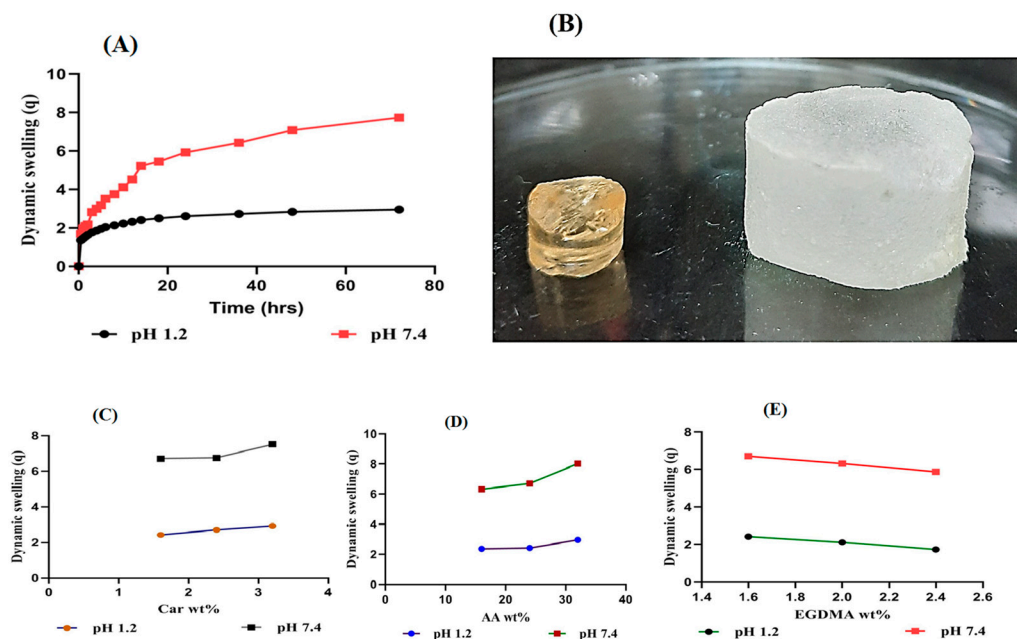 (A)
(B)
Dynamic swelling (q)
10
8
6
4
2
0
0 20 40 60 80
Time (hrs)
pH 1.2 pH 7.4
(C)
Dynamic swelling (q)
8
6
4
2
0
0 1 2 3 4
Car wt%
pH 1.2 pH 7.4
(D)
Dynamic swelling (q)
10
8
6
4
2
0
0 10 20 30 40
AA wt%
pH 1.2 pH 7.4
(E)
Dynamic swelling (q)
8
6
4
2
0
1.4 1.6 1.8 2.0 2.2 2.4 2.6
EGDMA wt%
pH 1.2 pH 7.4